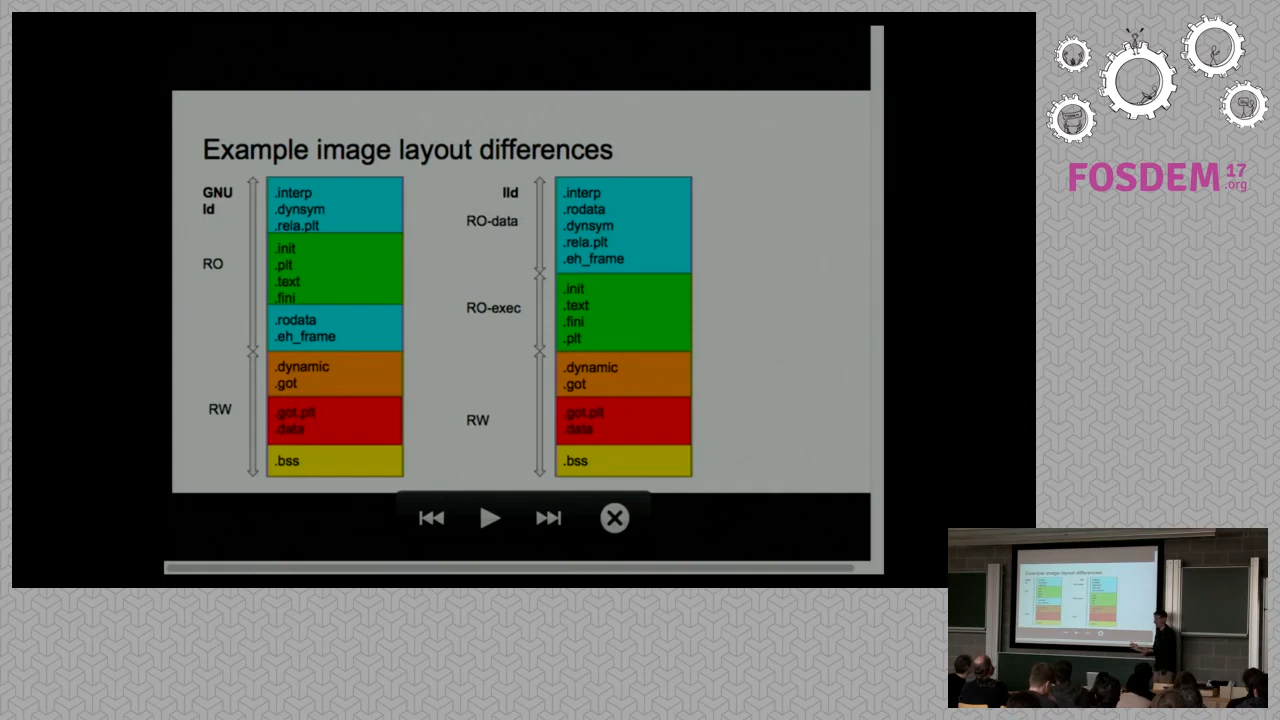 Example image layout differences
GNU
ld
RO
RW
.interp
.dynsym
.rela.plt
.init
.plt
.text
.fini
.rodata
.eh_frame
.dynamic
.got
.got.plt
.data
.bss
lld
RO-data
RO-exec
RW
.interp
.rodata
.dynsym
.rela.plt
.eh_frame
.init
.text
.fini
.plt
.dynamic
.got
.got.plt
.data
.bss
FOSDEM 17
.org